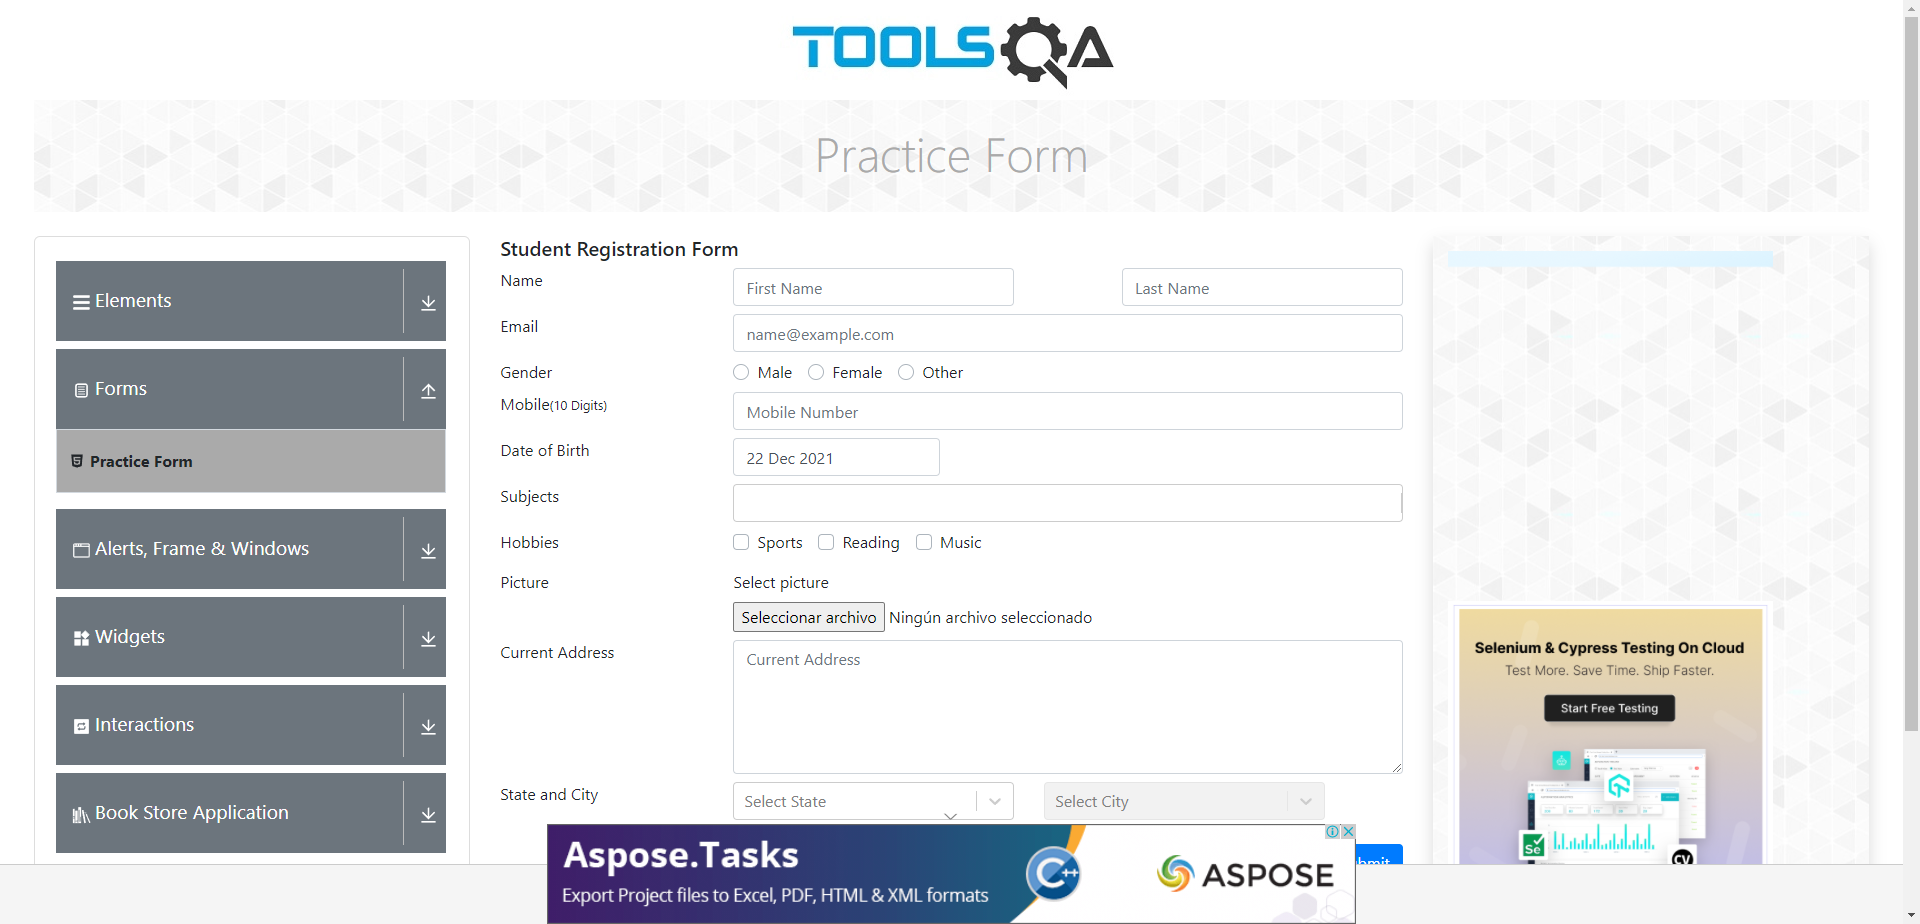 TOOLSQA
Practice Form
Elements
Forms
Practice Form
Alerts, Frame & Windows
Widgets
Interactions
Book Store Application
Student Registration Form
Name
First Name
Last Name
Email
name@example.com
Gender
Male
Female
Other
Mobile(10 Digits)
Mobile Number
Date of Birth
22 Dec 2021
Subjects
Hobbies
Sports
Reading
Music
Picture
Select picture
Seleccionar archivo Ningún archivo seleccionado
Current Address
Current Address
State and City
Select State
Select City
Selenium & Cypress Testing On Cloud
Test More. Save Time. Ship Faster.
Start Free Testing
Se
CY
Aspose.Tasks
Export Project files to Excel, PDF, HTML & XML formats
C++
ASPOSE